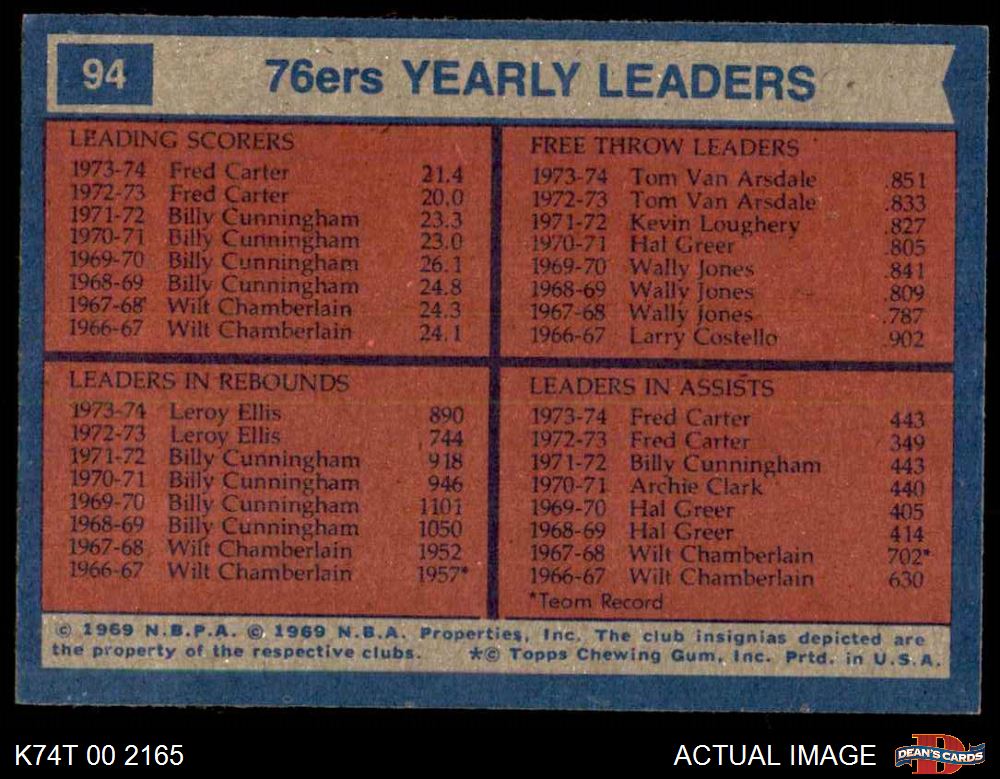 94
76ers YEARLY LEADERS
LEADING SCORERS
1973-74 Fred Carter 21.4
1972-73 Fred Carter 20.0
1971-72 Billy Cunningham 23.3
1970-71 Billy Cunningham 23.0
1969-70 Billy Cunningham 26.1
1968-69 Billy Cunningham 24.8
1967-68 Wilt Chamberlain 24.3
1966-67 Wilt Chamberlain 24.1
FREE THROW LEADERS
1973-74 Tom Van Arsdale .851
1972-73 Tom Van Arsdale .833
1971-72 Kevin Loughery .827
1970-71 Hal Greer .805
1969-70 Wally Jones .841
1968-69 Wally Jones .809
1967-68 Wally Jones .787
1966-67 Larry Costello .902
LEADERS IN REBOUNDS
1973-74 Leroy Ellis 890
1972-73 Leroy Ellis 744
1971-72 Billy Cunningham 918
1970-71 Billy Cunningham 946
1969-70 Billy Cunningham 1101
1968-69 Billy Cunningham 1050
1967-68 Wilt Chamberlain 1952
1966-67 Wilt Chamberlain 1957*
LEADERS IN ASSISTS
1973-74 Fred Carter 443
1972-73 Fred Carter 349
1971-72 Billy Cunningham 443
1970-71 Archie Clark 440
1969-70 Hal Greer 405
1968-69 Hal Greer 414
1967-68 Wilt Chamberlain 702*
1966-67 Wilt Chamberlain 630
*Team Record
© 1969 N.B.P.A. © 1969 N.B.A. Properties, Inc. The club insignias depicted are
the property of the respective clubs. *© Topps Chewing Gum, Inc. Prtd. in U.S.A.
K74T 00 2165
ACTUAL IMAGE
D
DEAN'S CARDS